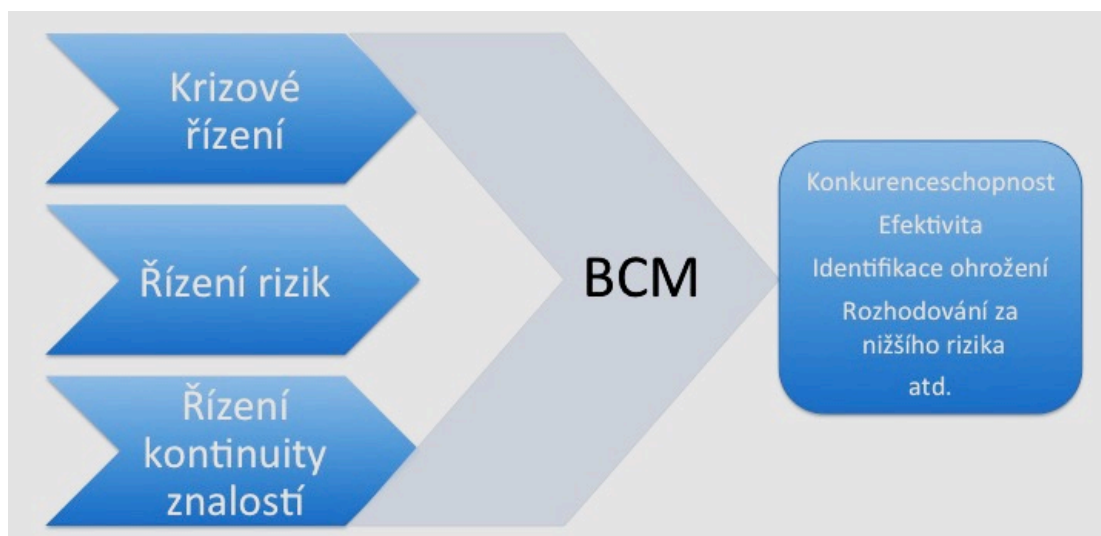 Krizové
řízení
Řízení rizik
Řízení
kontinuity
znalostí
BCM
Konkurenceschopnost
Efektivita
Identifikace ohrožení
Rozhodování za
nižšího rizika
atd.